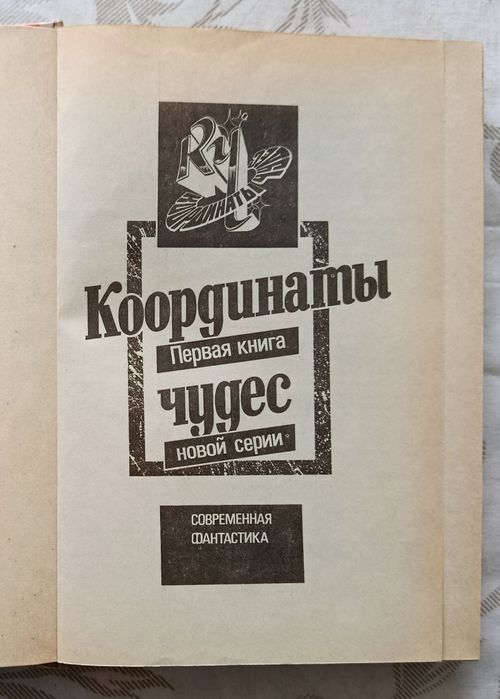 Координаты
Первая книга
чудес
новой серии
СОВРЕМЕННАЯ
ФАНТАСТИКА